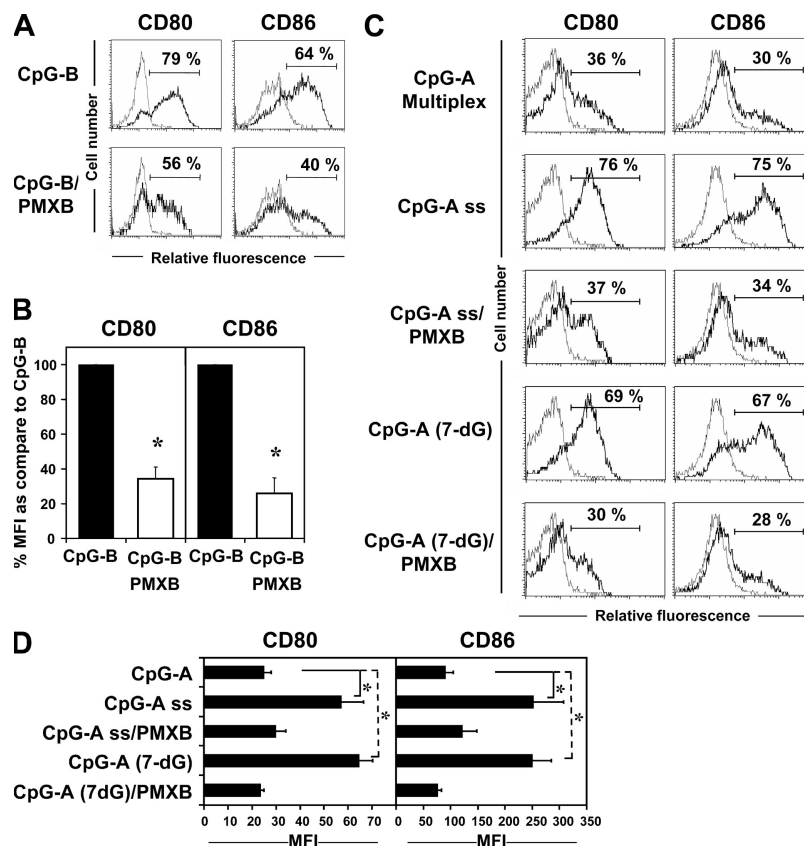 A
CD80
CD86
CpG-B
79 %
64 %
CpG-B/
PMXB
56 %
40 %
Cell number
Relative fluorescence
B
CD80
CD86
% MFI as compare to CpG-B
100
80
60
40
20
0
*
*
CpG-B
CpG-B
PMXB
CpG-B
CpG-B
PMXB
C
CD80
CD86
CpG-A
Multiplex
36 %
30 %
CpG-A ss
76 %
75 %
CpG-A ss/
PMXB
37 %
34 %
CpG-A (7-dG)
69 %
67 %
CpG-A (7-dG)/
PMXB
30 %
28 %
Cell number
Relative fluorescence
D
CD80
CD86
CpG-A
CpG-A ss
CpG-A ss/PMXB
CpG-A (7-dG)
CpG-A (7dG)/PMXB
*
*
*
*
0 10 20 30 40 50 60 70
0 50 100 150 200 250 300 350
MFI
MFI